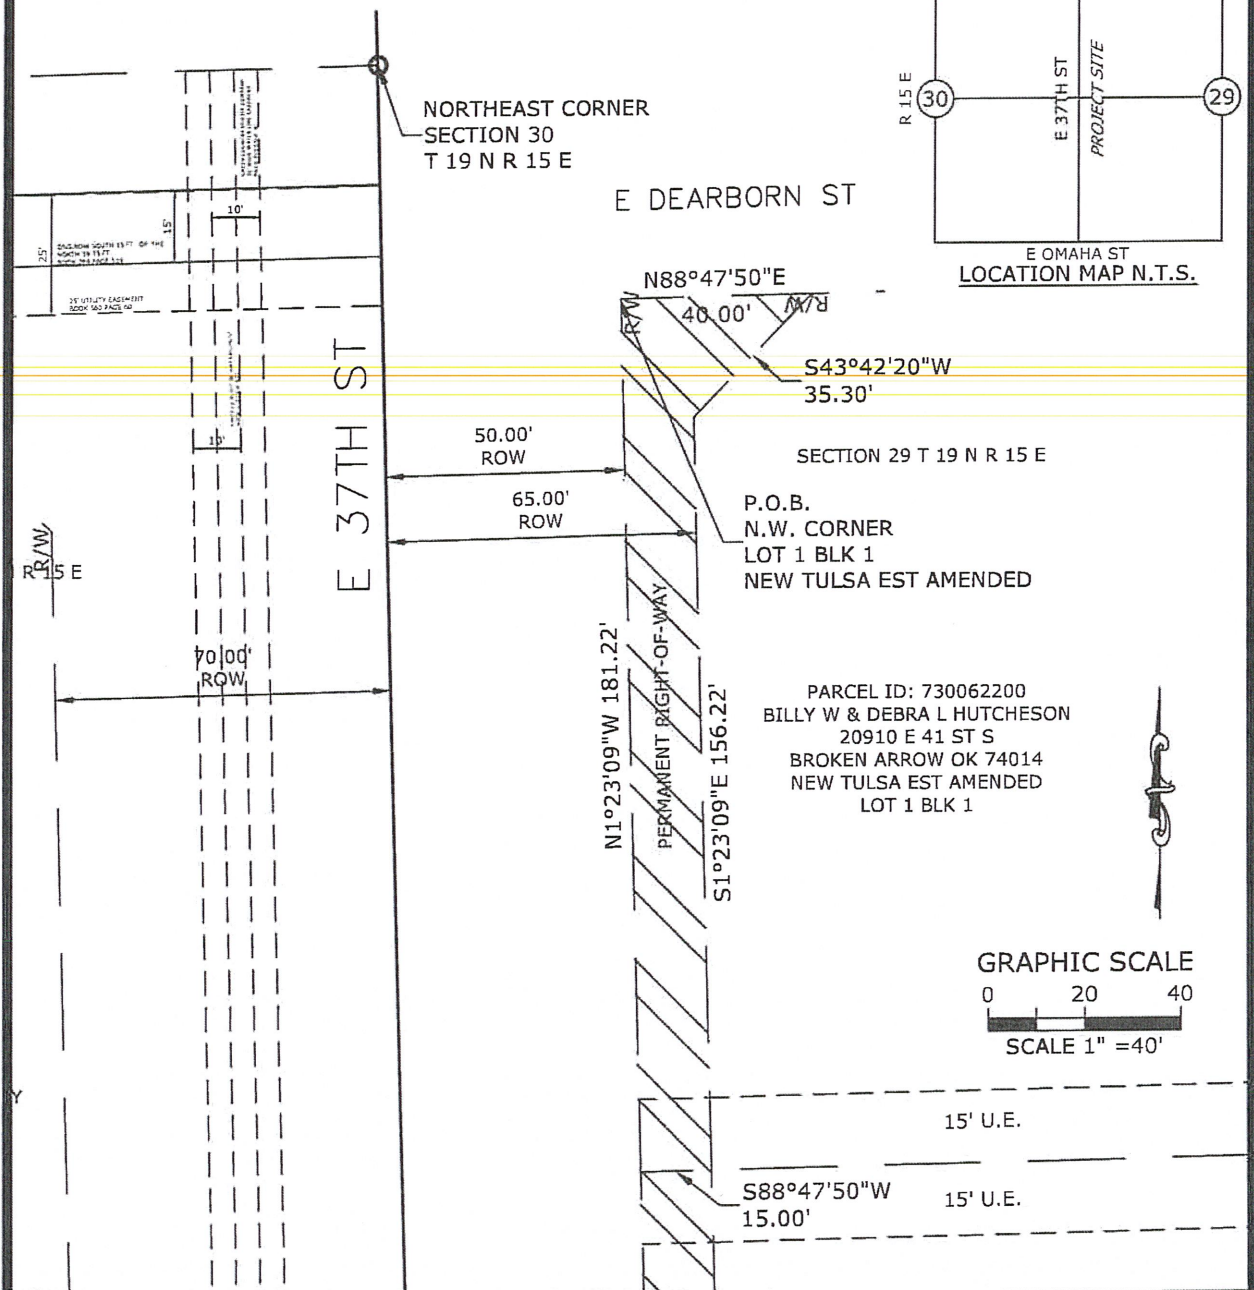 NORTHEAST CORNER
SECTION 30
T 19 N R 15 E
R 15 E
30
E 37TH ST
PROJECT SITE
29
E OMAHA ST
LOCATION MAP N.T.S.
E DEARBORN ST
10'
15'
25'
25' UTILITY EASEMENT
N88°47'50"E
40.00'
R/W
R/W
S43°42'20"W
35.30'
E 37TH ST
10'
50.00'
ROW
65.00'
ROW
SECTION 29 T 19 N R 15 E
P.O.B.
N.W. CORNER
LOT 1 BLK 1
NEW TULSA EST AMENDED
R/W
R 15 E
70.00'
ROW
N1°23'09"W 181.22'
PERMANENT RIGHT-OF-WAY
S1°23'09"E 156.22'
PARCEL ID: 730062200
BILLY W & DEBRA L HUTCHESON
20910 E 41 ST S
BROKEN ARROW OK 74014
NEW TULSA EST AMENDED
LOT 1 BLK 1
GRAPHIC SCALE
0 20 40
SCALE 1" =40'
Y
15' U.E.
S88°47'50"W
15.00'
15' U.E.